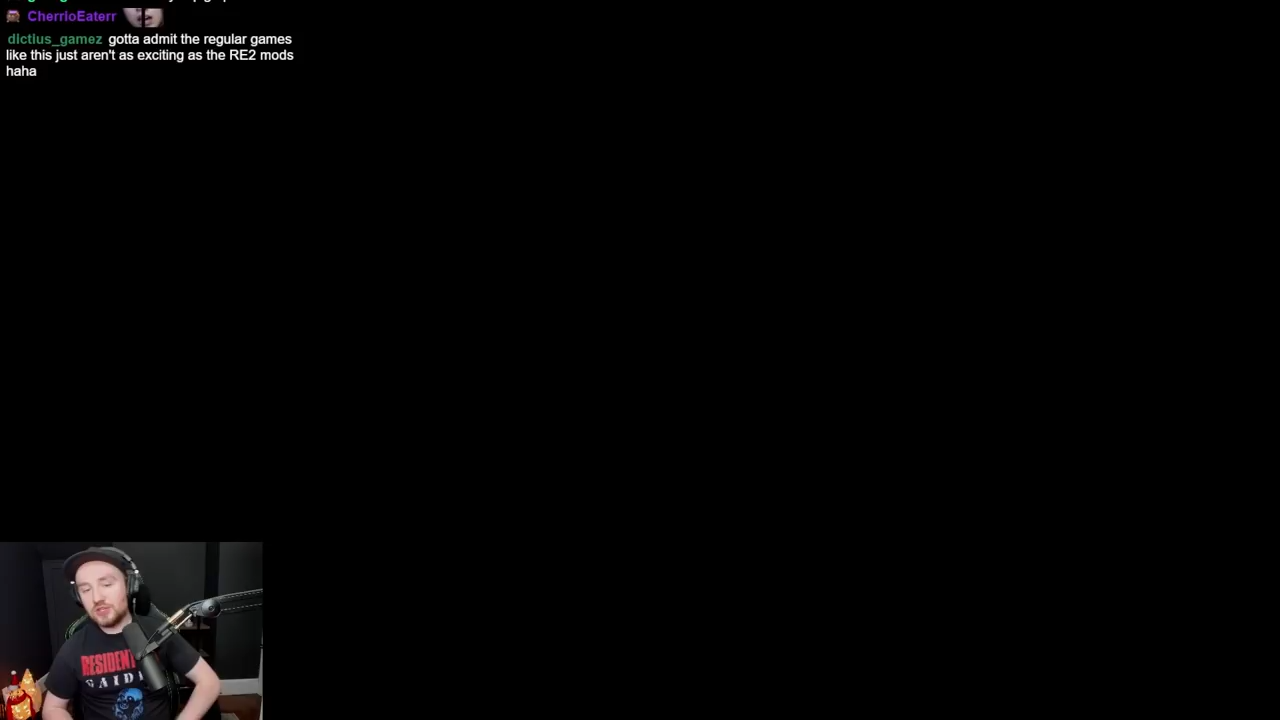 CherrioEaterr
dictius_gamez gotta admit the regular games
like this just aren't as exciting as the RE2 mods
haha
RESIDENT